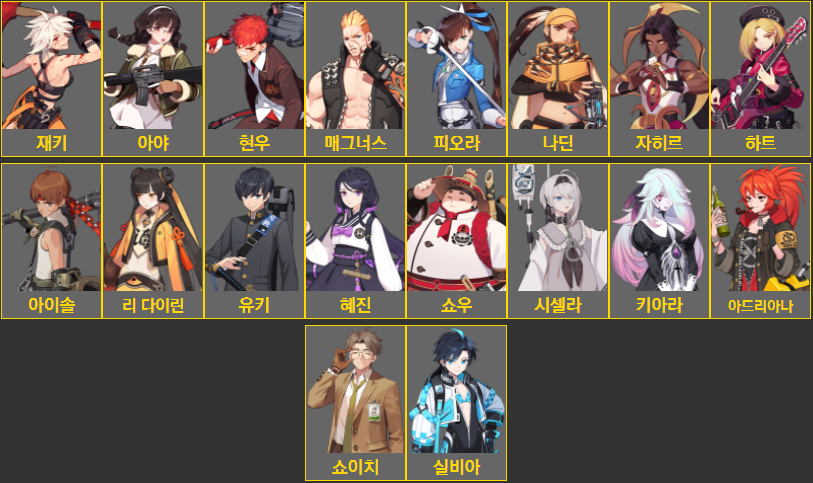 재키
아야
현우
매그너스
피오라
나딘
자히르
하트
아이솔
리 다이린
유키
혜진
쇼우
시셀라
키아라
아드리아나
쇼이치
실비아